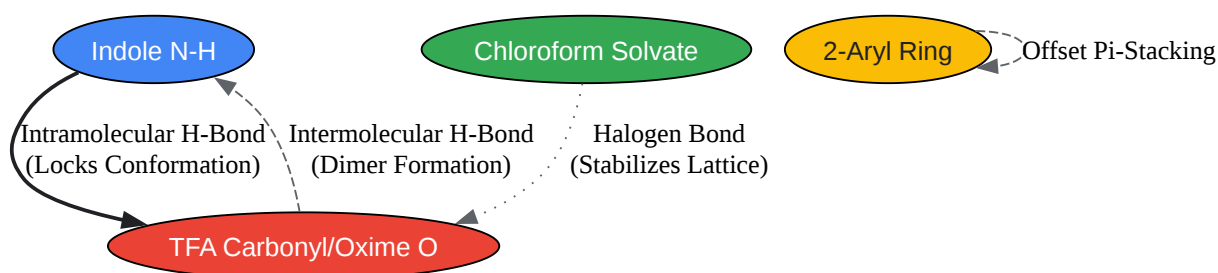 Indole N-H
Chloroform Solvate
2-Aryl Ring
Offset Pi-Stacking
Intramolecular H-Bond
(Locks Conformation)
Intermolecular H-Bond
(Dimer Formation)
Halogen Bond
(Stabilizes Lattice)
TFA Carbonyl/Oxime O